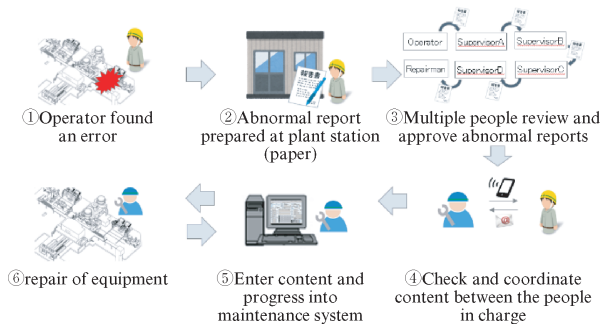 Operator
SupervisorA
SupervisorB
Repairman
SupervisorD
SupervisorC
報告書
①Operator found
an error
②Abnormal report
prepared at plant station
(paper)
③Multiple people review and
approve abnormal reports
⑥repair of equipment
⑤Enter content and
progress into
maintenance system
④Check and coordinate
content between the people
in charge